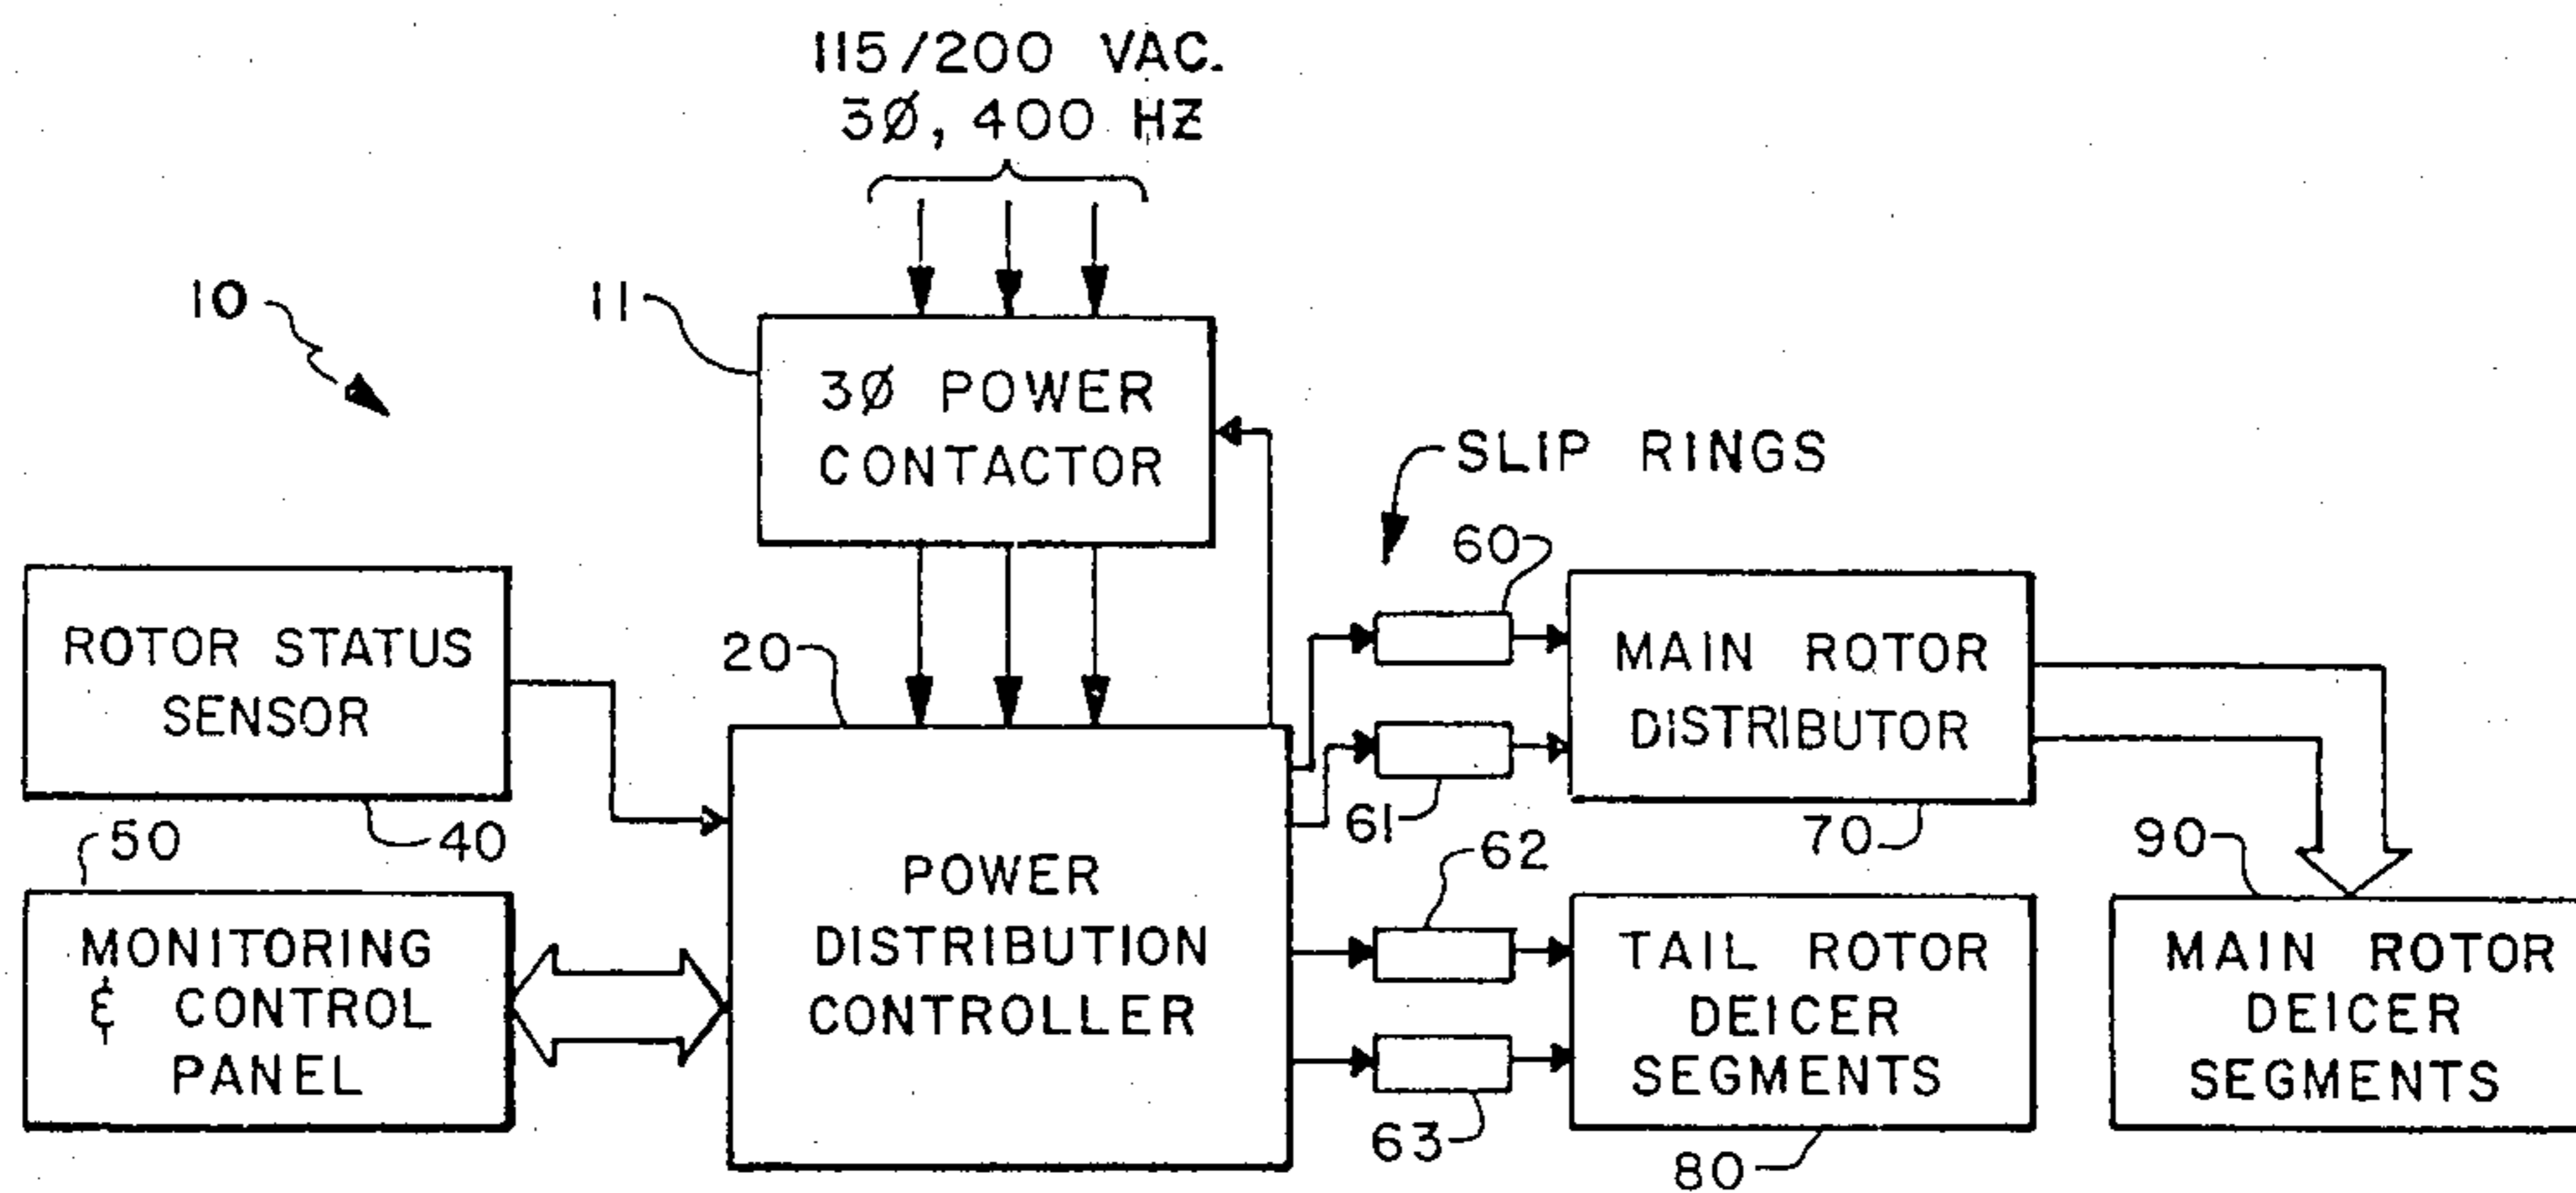 115/200 VAC.
3Ø, 400 HZ
10
11
3Ø POWER
CONTACTOR
SLIP RINGS
60
ROTOR STATUS
SENSOR
40
20
MAIN ROTOR
DISTRIBUTOR
61
70
50
MONITORING
& CONTROL
PANEL
POWER
DISTRIBUTION
CONTROLLER
62
63
TAIL ROTOR
DEICER
SEGMENTS
80
90
MAIN ROTOR
DEICER
SEGMENTS